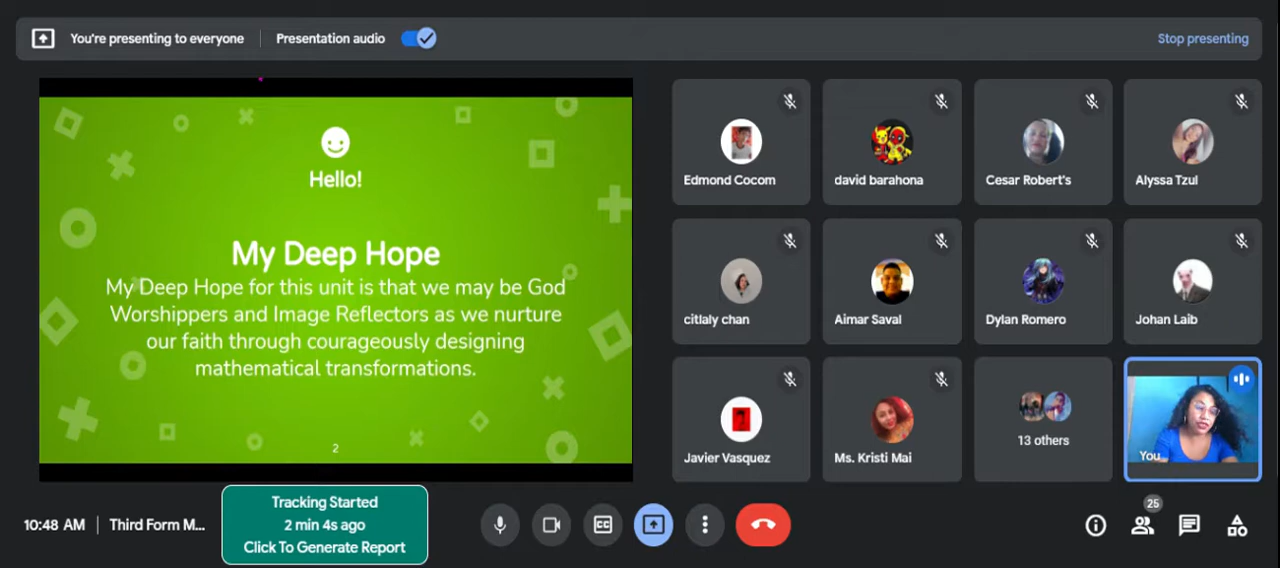 You're presenting to everyone
Presentation audio
Stop presenting
Hello!
My Deep Hope
My Deep Hope for this unit is that we may be God
Worshippers and Image Reflectors as we nurture
our faith through courageously designing
mathematical transformations.
2
Edmond Cocom
david barahona
Cesar Robert's
Alyssa Tzul
citlaly chan
Aimar Saval
Dylan Romero
Johan Laib
Javier Vasquez
Ms. Kristi Mai
13 others
You
10:48 AM
Third Form M...
Tracking Started
2 min 4s ago
Click To Generate Report
CC
25